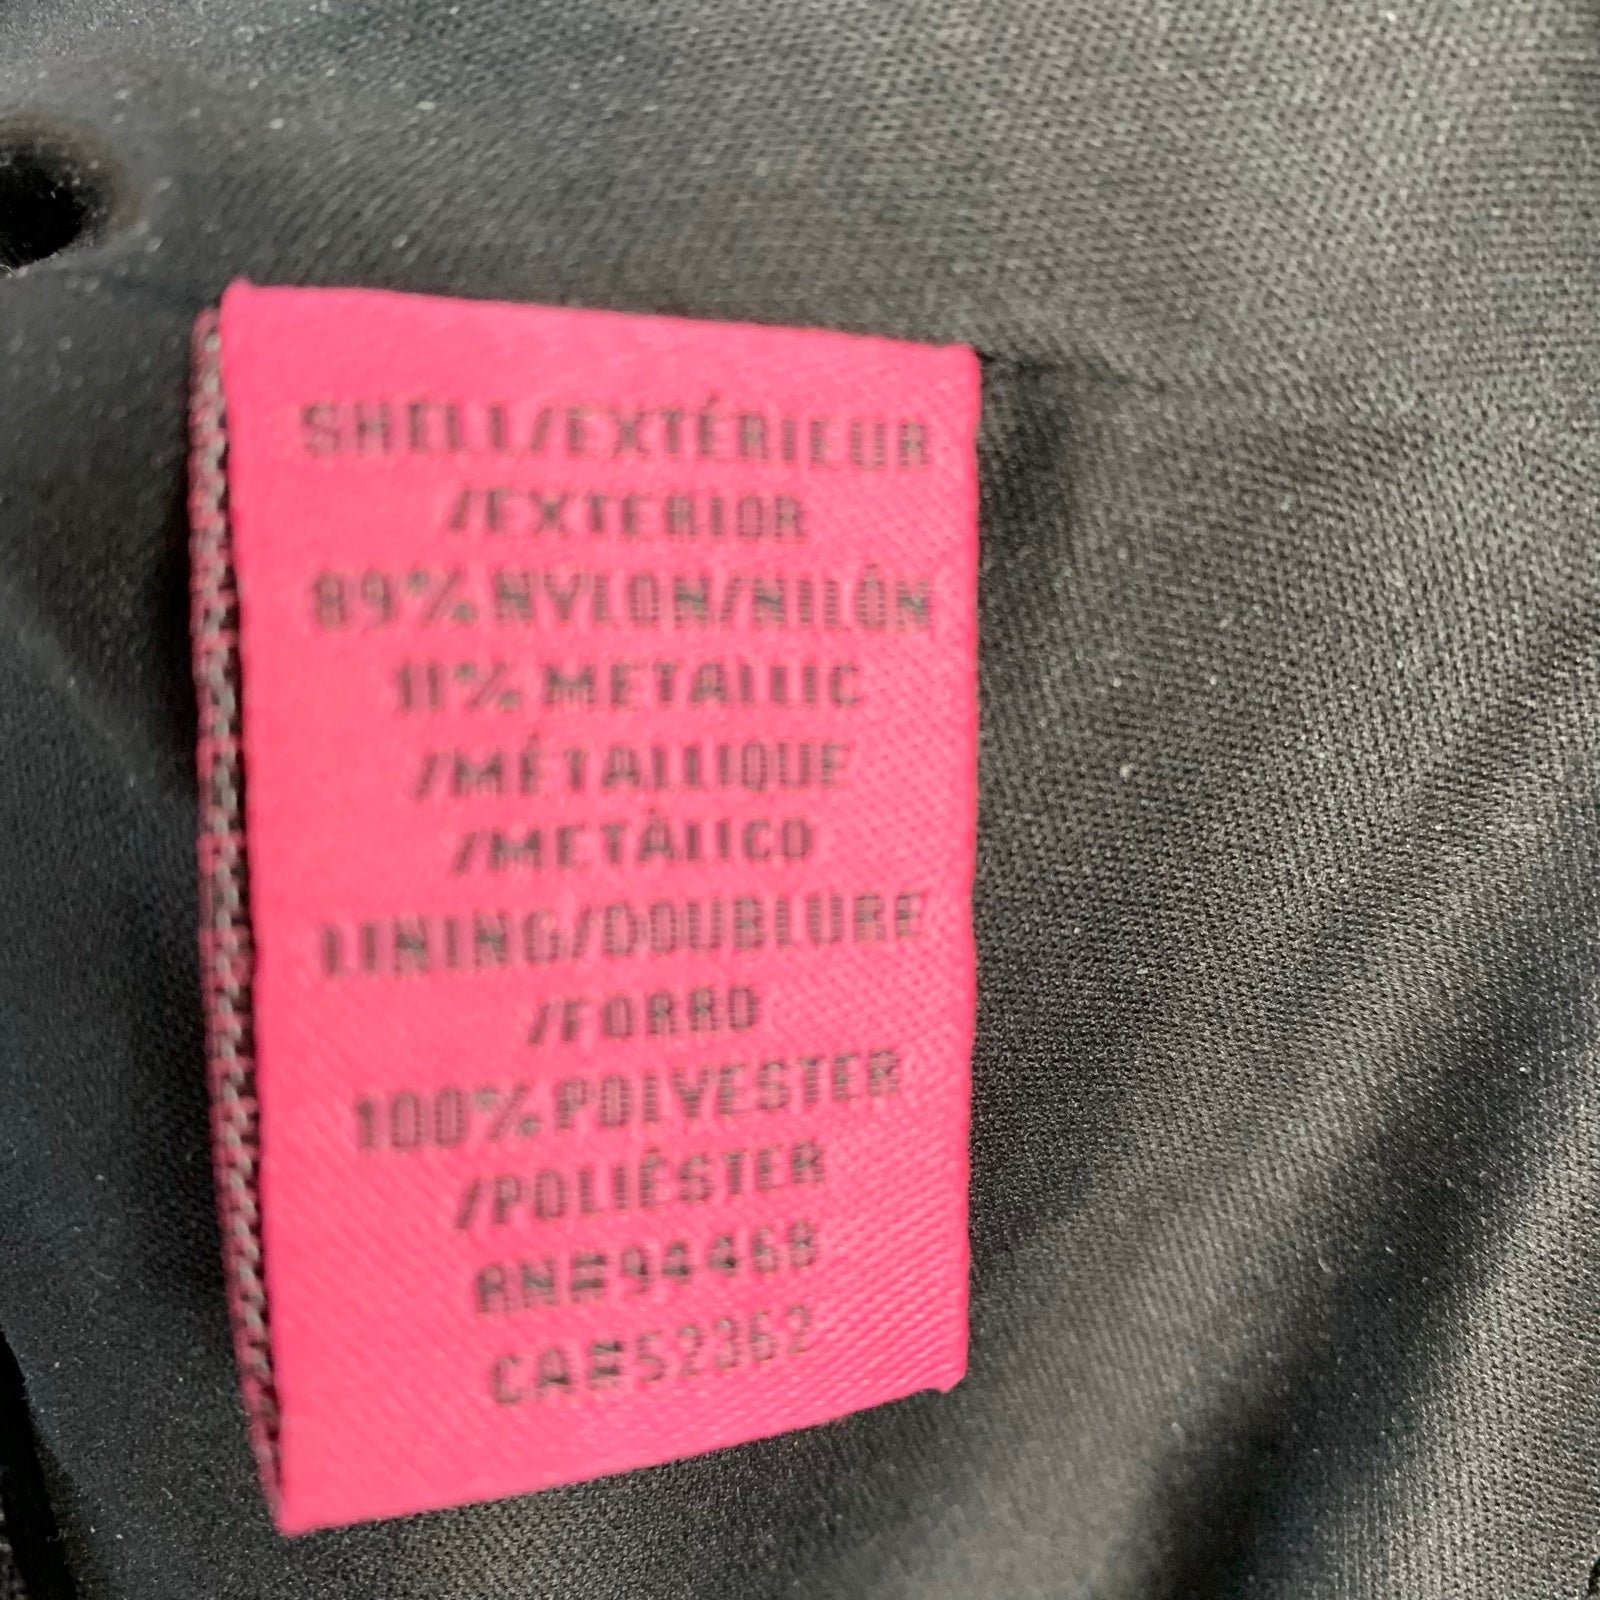 SHELL/EXTÉRIEUR
/EXTERIOR
89% NYLON/NILÓN
11% METALLIC
/MÉTALLIQUE
/METÀLICO
LINING/DOUBLURE
/FORRO
100% POLYESTER
/POLIÉSTER
RN#94468
CA#52362